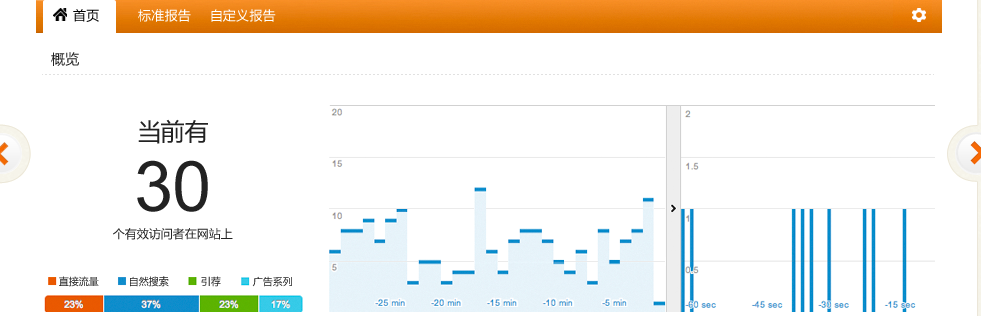 首页 标准报告 自定义报告
概览
当前有
30
个有效访问者在网站上
直接流量 自然搜索 引荐 广告系列
23% 37% 23% 17%
20
15
10
5
-25 min -20 min -15 min -10 min -5 min
2
1.5
1
0.5
-60 sec -45 sec -30 sec -15 sec